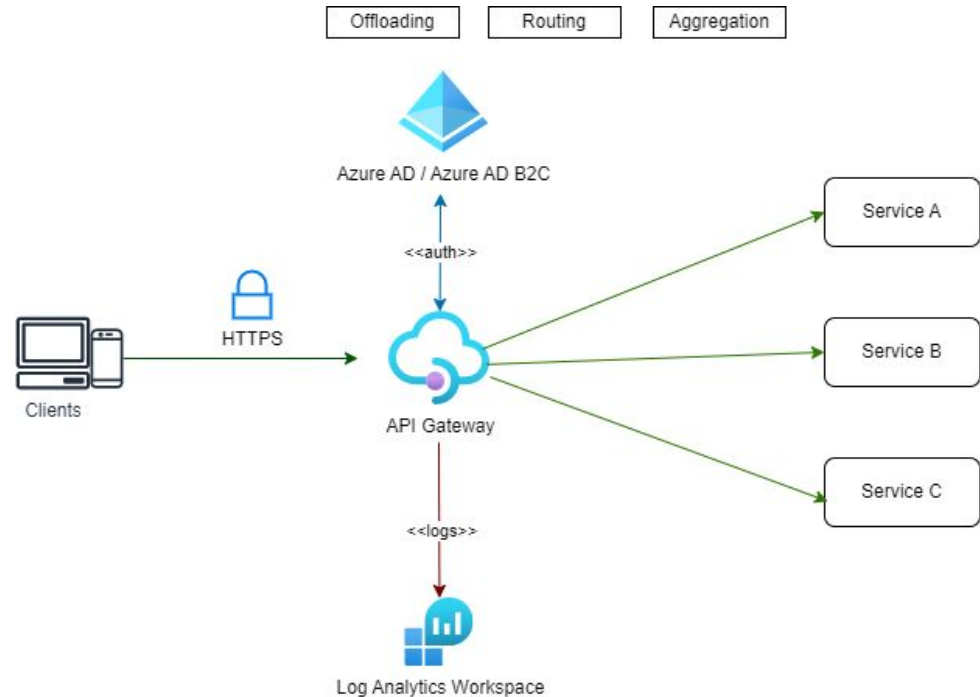 Offloading
Routing
Aggregation
Azure AD / Azure AD B2C
<<auth>>
Service A
HTTPS
Service B
Clients
API Gateway
Service C
<<logs>>
Log Analytics Workspace